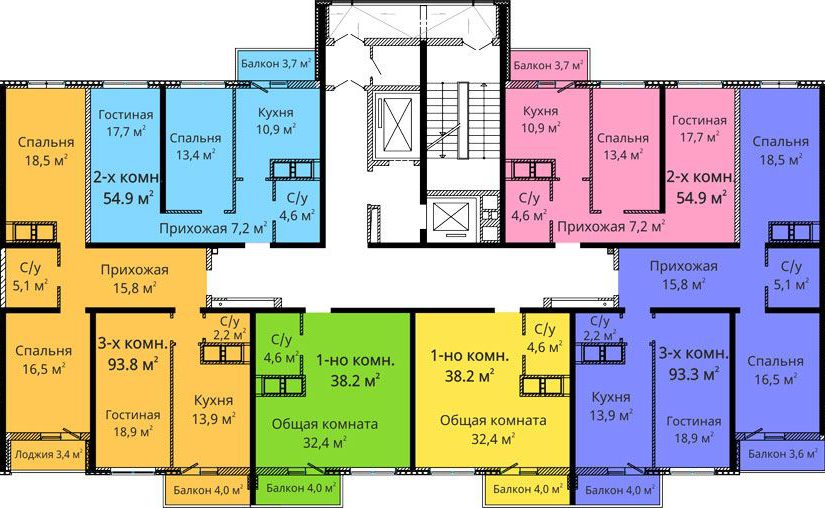 Балкон 3,7 м²
Балкон 3,7 м²
Спальня
18,5 м²
Гостиная
17,7 м²
2-х комн.
54.9 м²
Спальня
13,4 м²
Кухня
10,9 м²
С/у
4,6 м²
Прихожая 7,2 м²
Кухня
10,9 м²
С/у
4,6 м²
Спальня
13,4 м²
Гостиная
17,7 м²
2-х комн.
54.9 м²
Прихожая 7,2 м²
Спальня
18,5 м²
С/у
5,1 м²
Прихожая
15,8 м²
Прихожая
15,8 м²
С/у
5,1 м²
Спальня
16,5 м²
3-х комн.
93.8 м²
Гостиная
18,9 м²
С/у
2,2 м²
Кухня
13,9 м²
С/у
4,6 м²
1-но комн.
38.2 м²
Общая комната
32,4 м²
1-но комн.
38.2 м²
С/у
4,6 м²
Общая комната
32,4 м²
С/у
2,2 м²
Кухня
13,9 м²
3-х комн.
93.3 м²
Гостиная
18,9 м²
Спальня
16,5 м²
Лоджия 3,4 м²
Балкон 4,0 м²
Балкон 4,0 м²
Балкон 4,0 м²
Балкон 4,0 м²
Балкон 3,6 м²